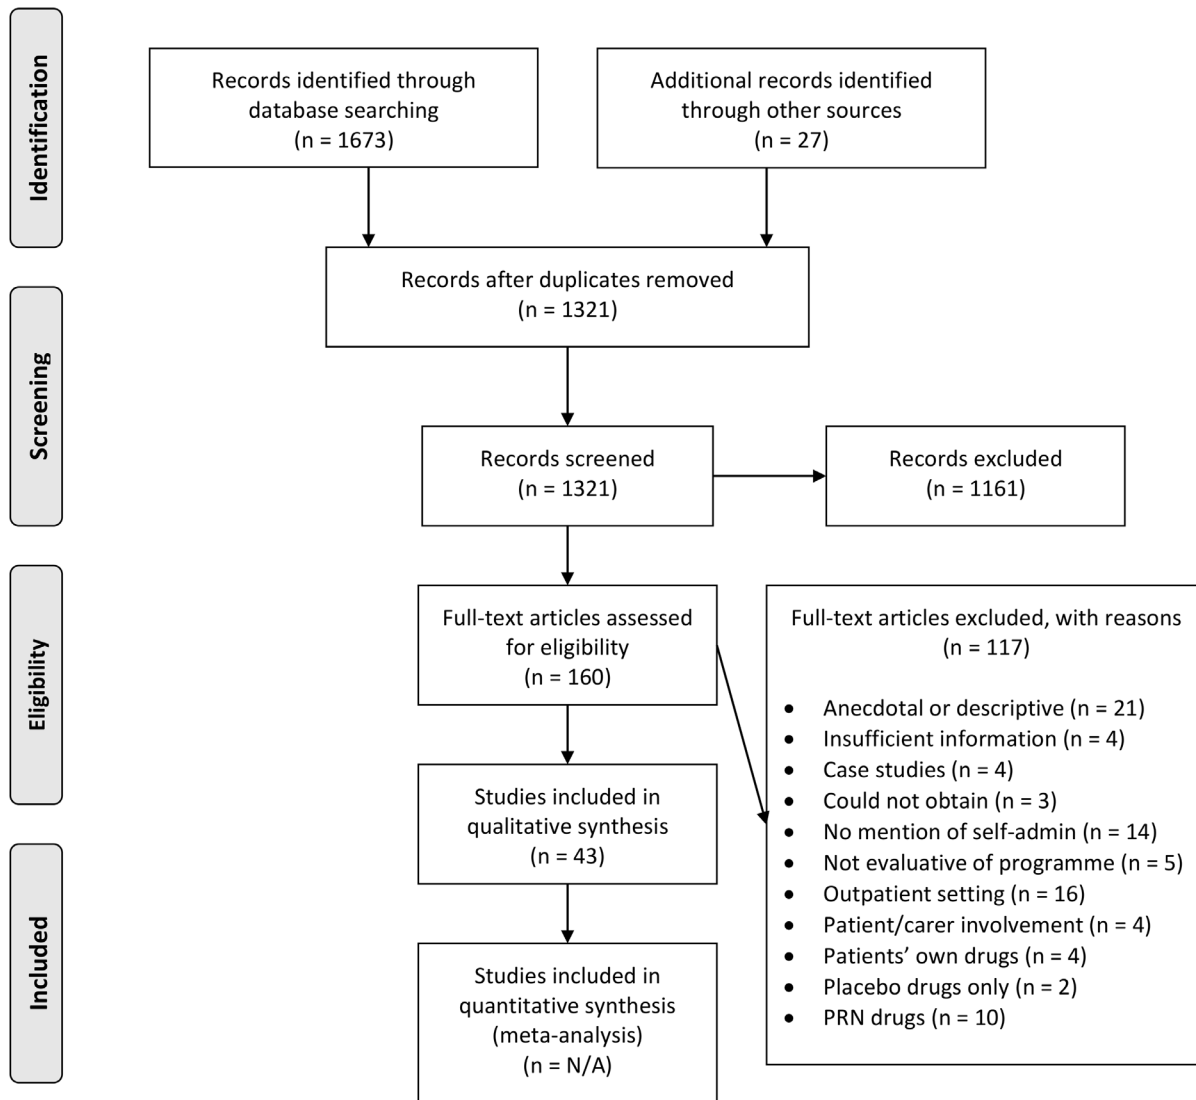 Identification
Records identified through
database searching
(n = 1673)
Additional records identified
through other sources
(n = 27)
Records after duplicates removed
(n = 1321)
Screening
Records screened
(n = 1321)
Records excluded
(n = 1161)
Eligibility
Full-text articles assessed
for eligibility
(n = 160)
Full-text articles excluded, with reasons
(n = 117)
• Anecdotal or descriptive (n = 21)
• Insufficient information (n = 4)
• Case studies (n = 4)
• Could not obtain (n = 3)
• No mention of self-admin (n = 14)
• Not evaluative of programme (n = 5)
• Outpatient setting (n = 16)
• Patient/carer involvement (n = 4)
• Patients’ own drugs (n = 4)
• Placebo drugs only (n = 2)
• PRN drugs (n = 10)
Studies included in
qualitative synthesis
(n = 43)
Included
Studies included in
quantitative synthesis
(meta-analysis)
(n = N/A)